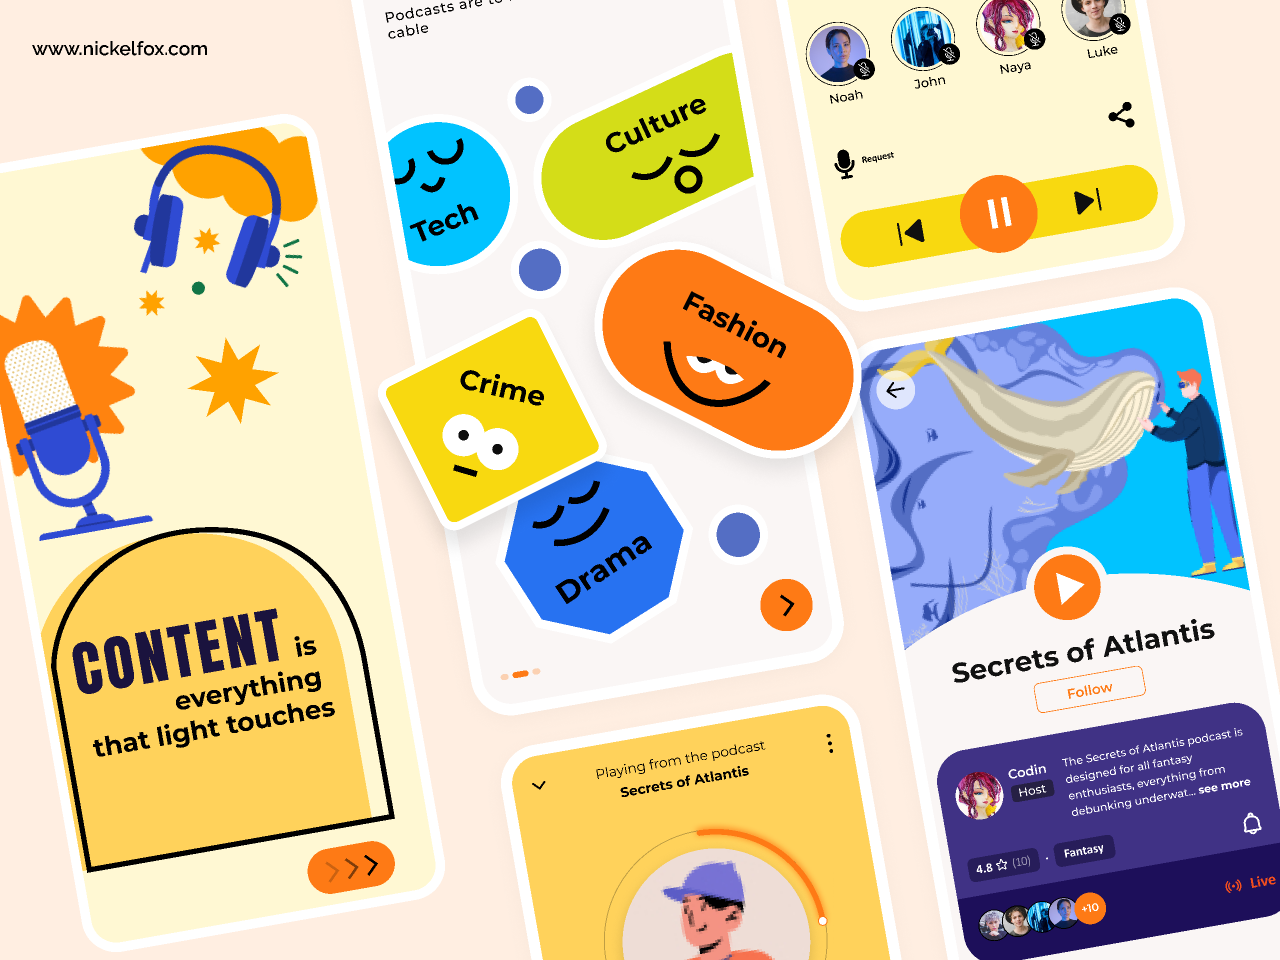 www.nickelfox.com
CONTENT is
everything
that light touches
Podcasts are to
cable
Tech
Culture
Fashion
Crime
Drama
Playing from the podcast
Secrets of Atlantis
Noah
John
Naya
Luke
Request
Secrets of Atlantis
Follow
Codin
Host
The Secrets of Atlantis podcast is
designed for all fantasy
enthusiasts, everything from
debunking underwat... see more
4.8 (10) · Fantasy
+10
Live